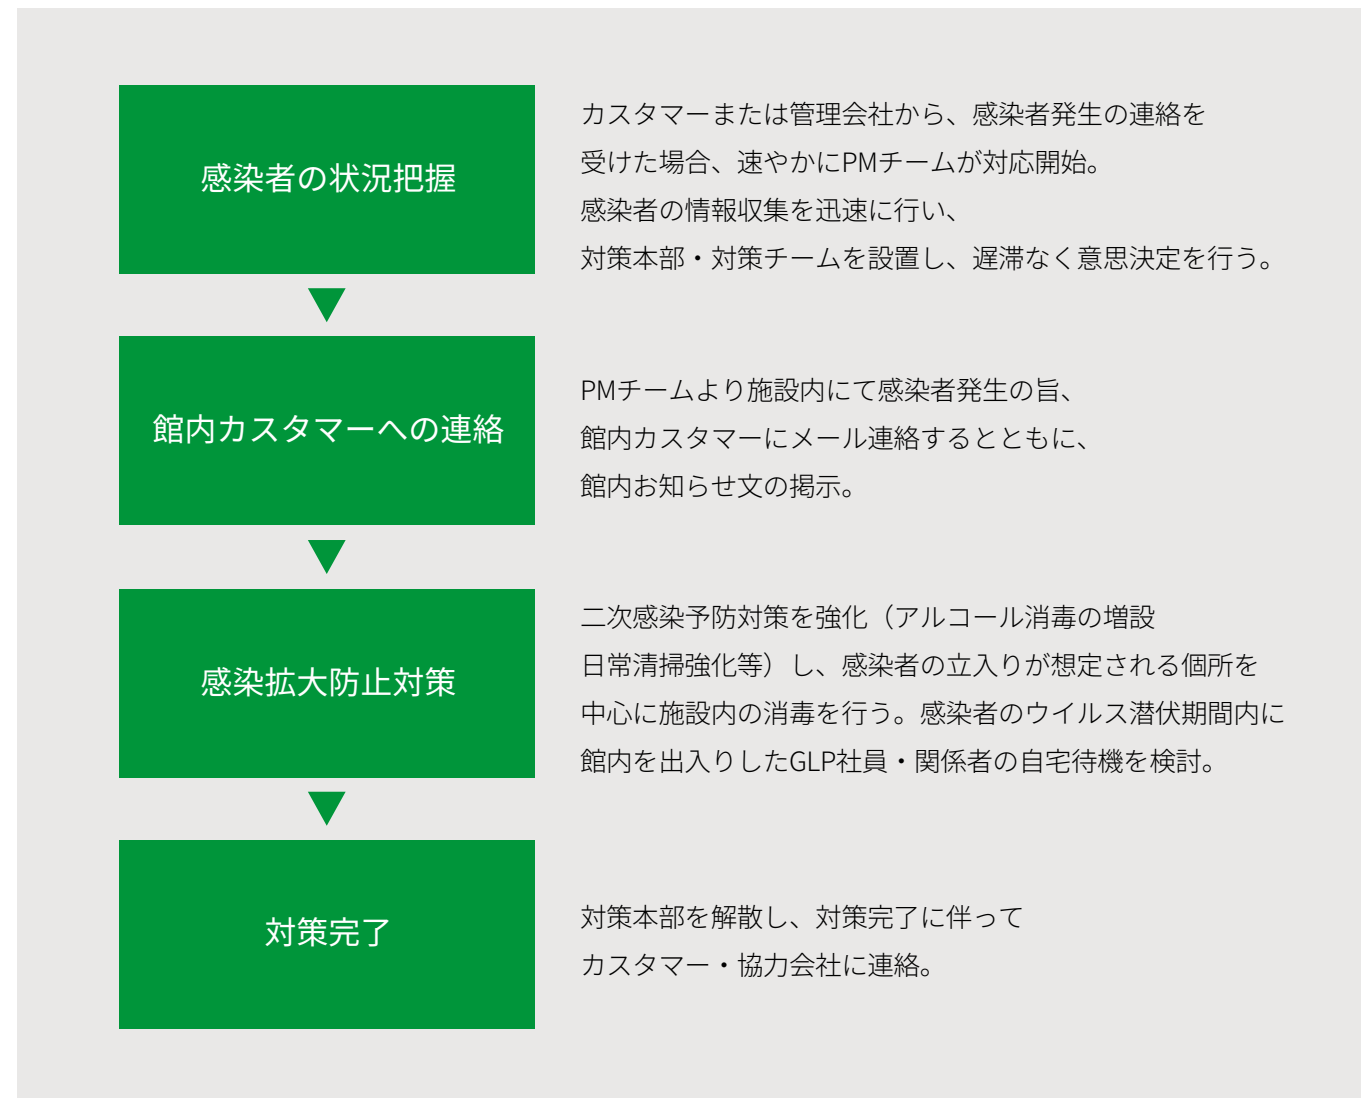 感染者の状況把握
カスタマーまたは管理会社から、感染者発生の連絡を
受けた場合、速やかにPMチームが対応開始。
感染者の情報収集を迅速に行い、
対策本部・対策チームを設置し、遅滞なく意思決定を行う。
館内カスタマーへの連絡
PMチームより施設内にて感染者発生の旨、
館内カスタマーにメール連絡するとともに、
館内お知らせ文の掲示。
感染拡大防止対策
二次感染予防対策を強化（アルコール消毒の増設
日常清掃強化等）し、感染者の立入りが想定される個所を
中心に施設内の消毒を行う。感染者のウイルス潜伏期間内に
館内を出入りしたGLP社員・関係者の自宅待機を検討。
対策完了
対策本部を解散し、対策完了に伴って
カスタマー・協力会社に連絡。